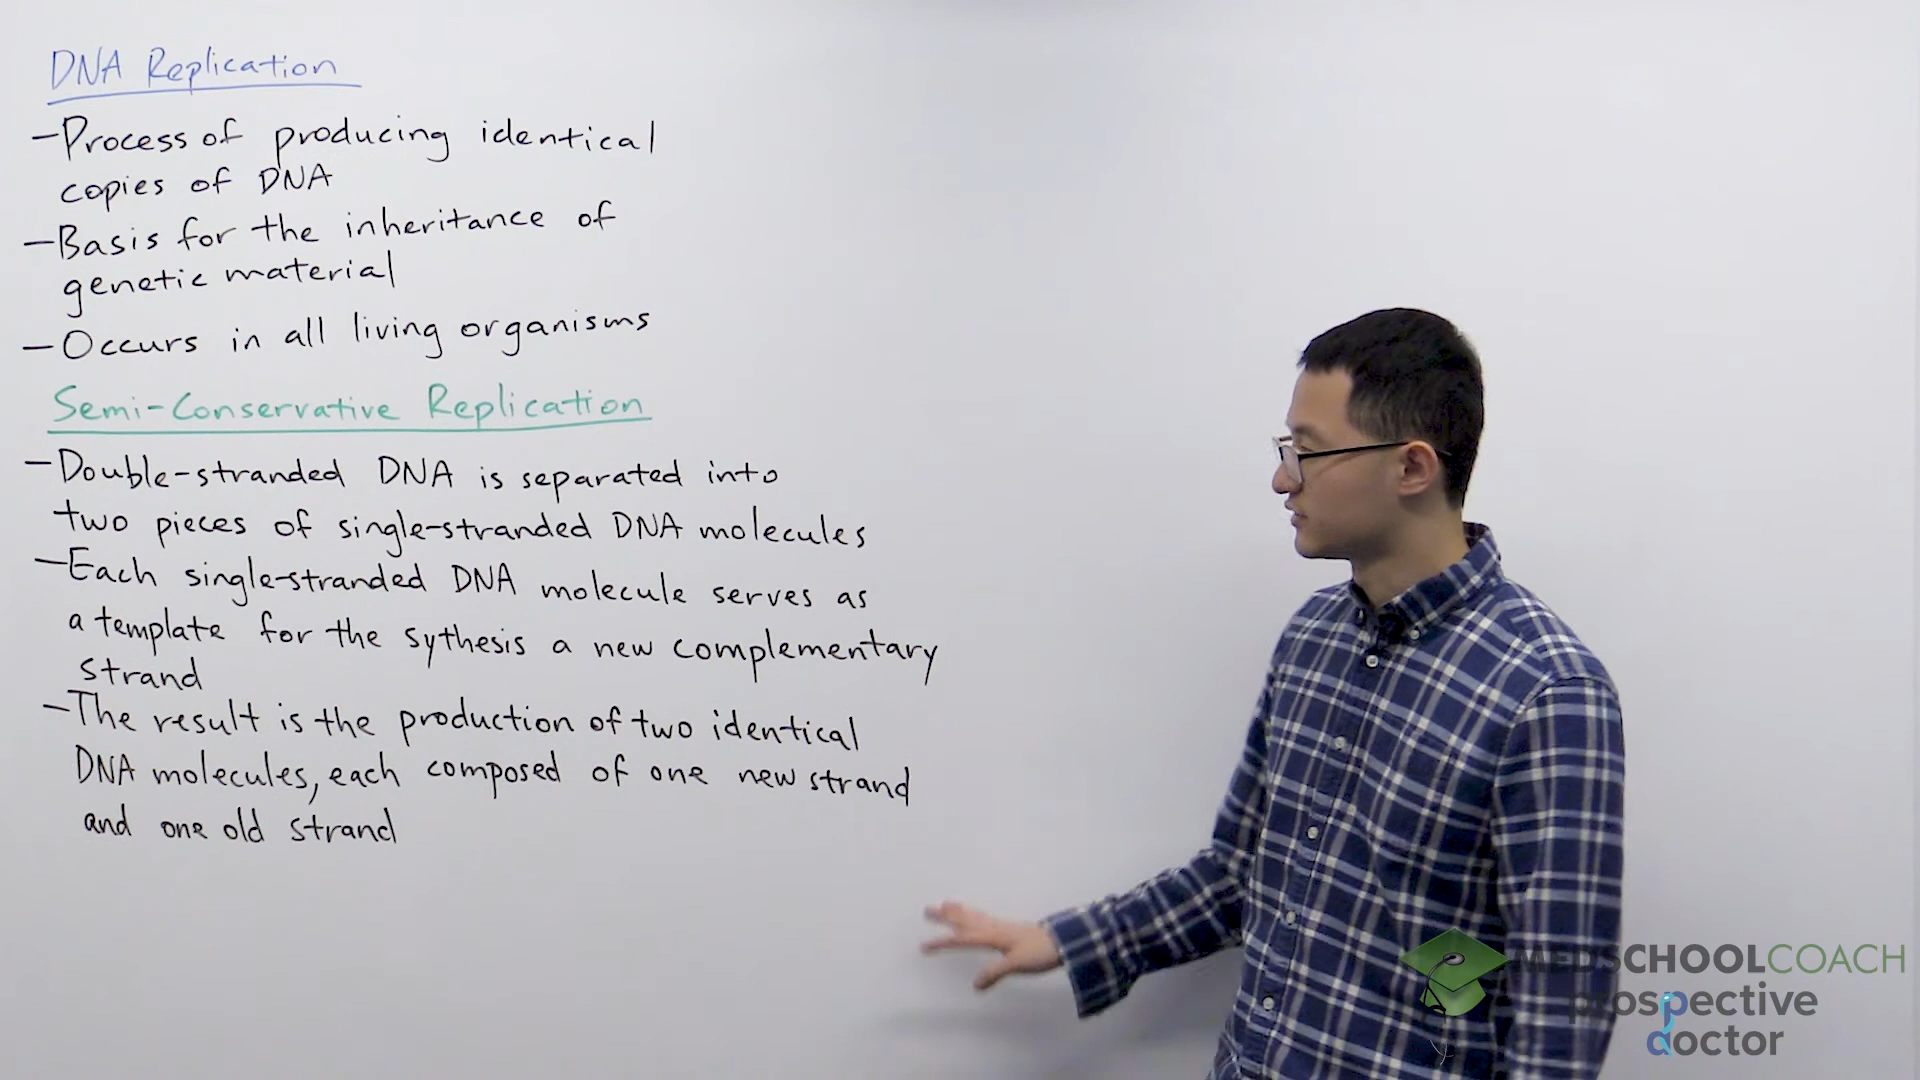 DNA Replication
-Process of producing identical
copies of DNA
-Basis for the inheritance of
genetic material
-Occurs in all living organisms
Semi-Conservative Replication
-Double-stranded DNA is separated into
two pieces of single-stranded DNA molecules
-Each single-stranded DNA molecule serves as
a template for the sythesis a new complementary
strand
-The result is the production of two identical
DNA molecules, each composed of one new strand
and one old strand
MEDSCHOOLCOACH
prospective
doctor